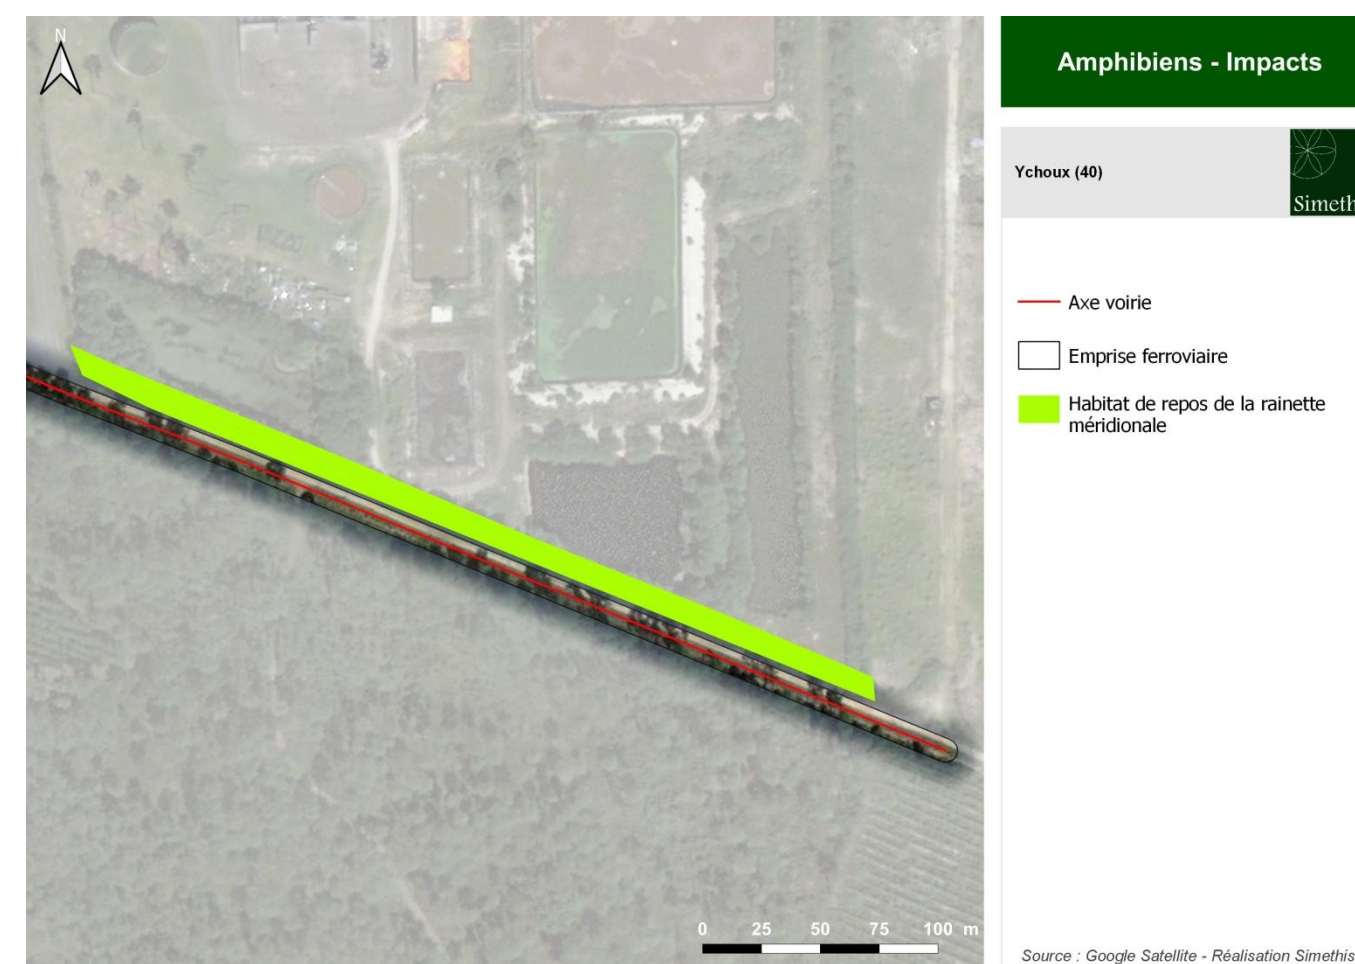 N
Amphibiens - Impacts
Ychoux (40)
Simeth
Axe voirie
Emprise ferroviaire
Habitat de repos de la rainette
méridionale
0 25 50 75 100 m
Source : Google Satellite - Réalisation Simethis